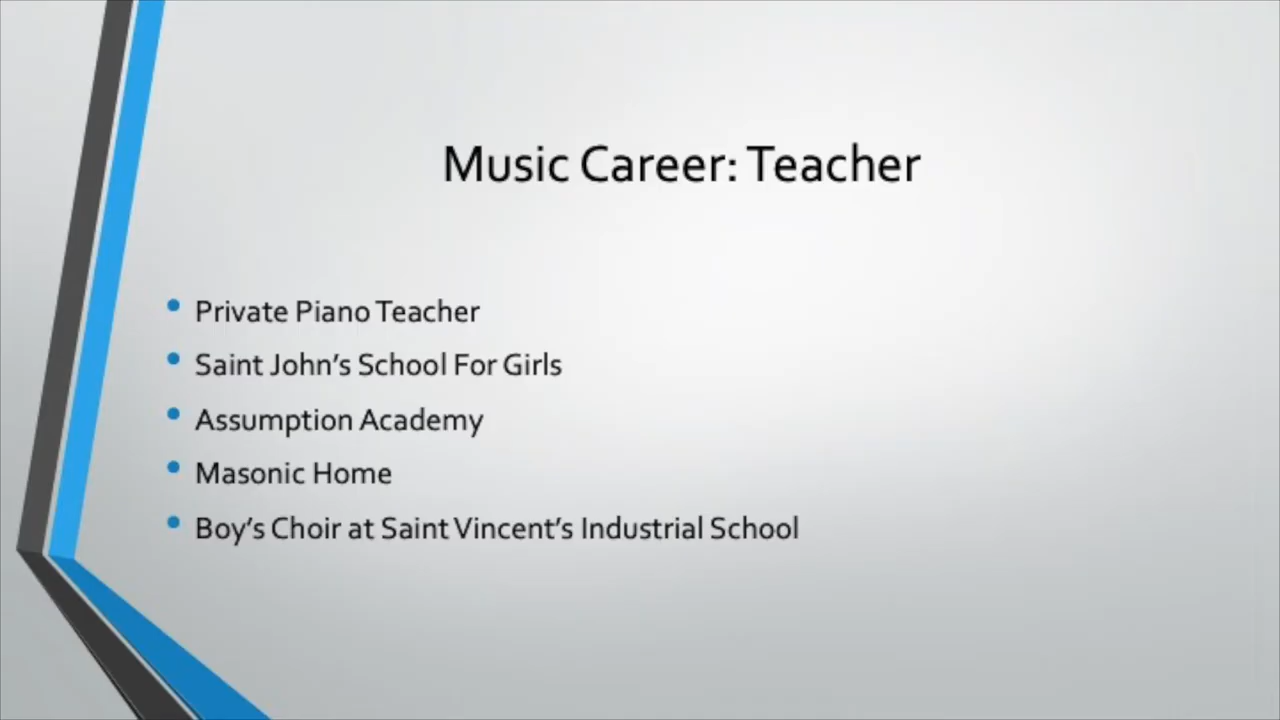 Music Career: Teacher
• Private Piano Teacher
• Saint John’s School For Girls
• Assumption Academy
• Masonic Home
• Boy’s Choir at Saint Vincent’s Industrial School